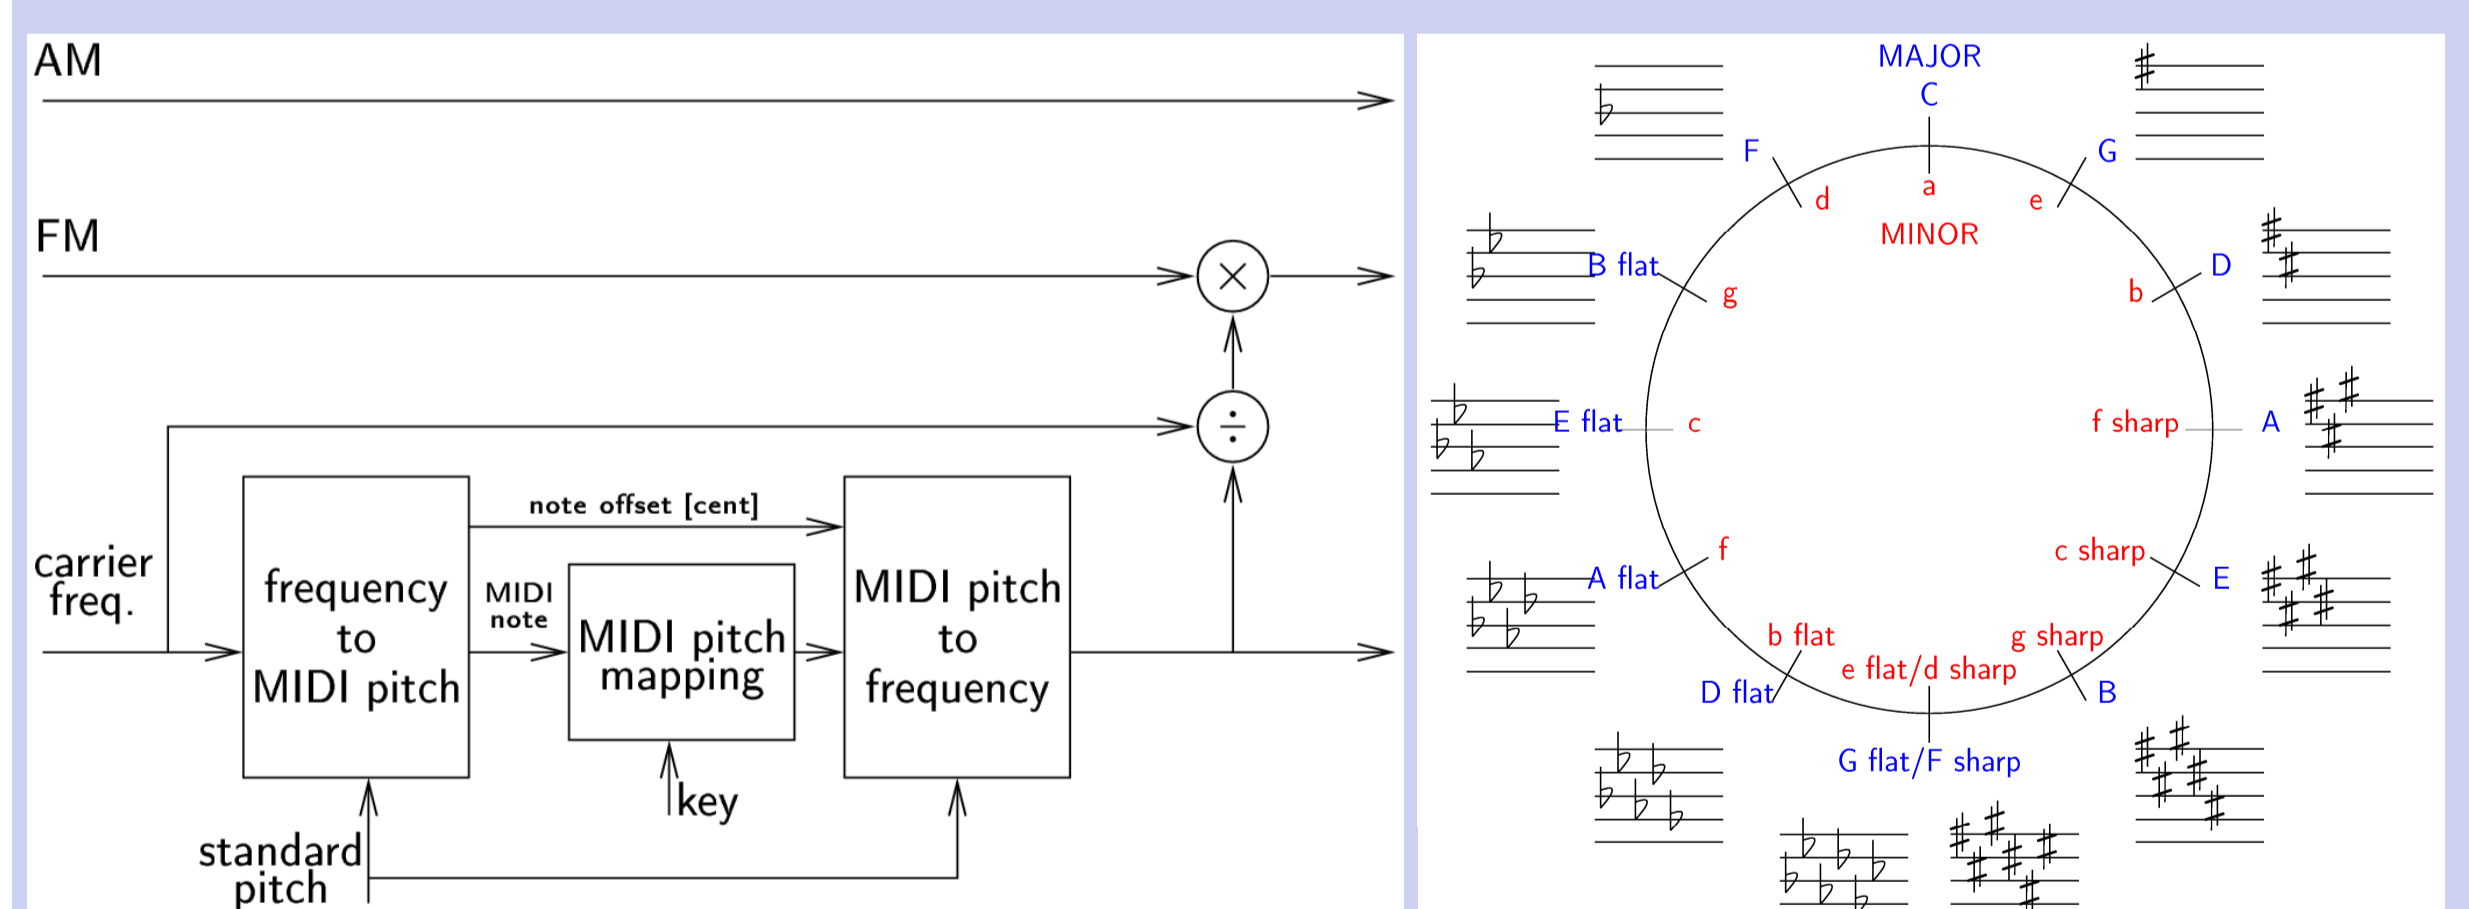 AM
FM
carrier
freq.
frequency
to
MIDI pitch
note offset [cent]
MIDI
note
MIDI pitch
mapping
MIDI pitch
to
frequency
key
standard
pitch
MAJOR
C
F
G
d
a
e
MINOR
B flat
g
b
D
E flat
c
f sharp
A
A flat
f
c sharp
E
b flat
g sharp
e flat/d sharp
D flat
B
G flat/F sharp